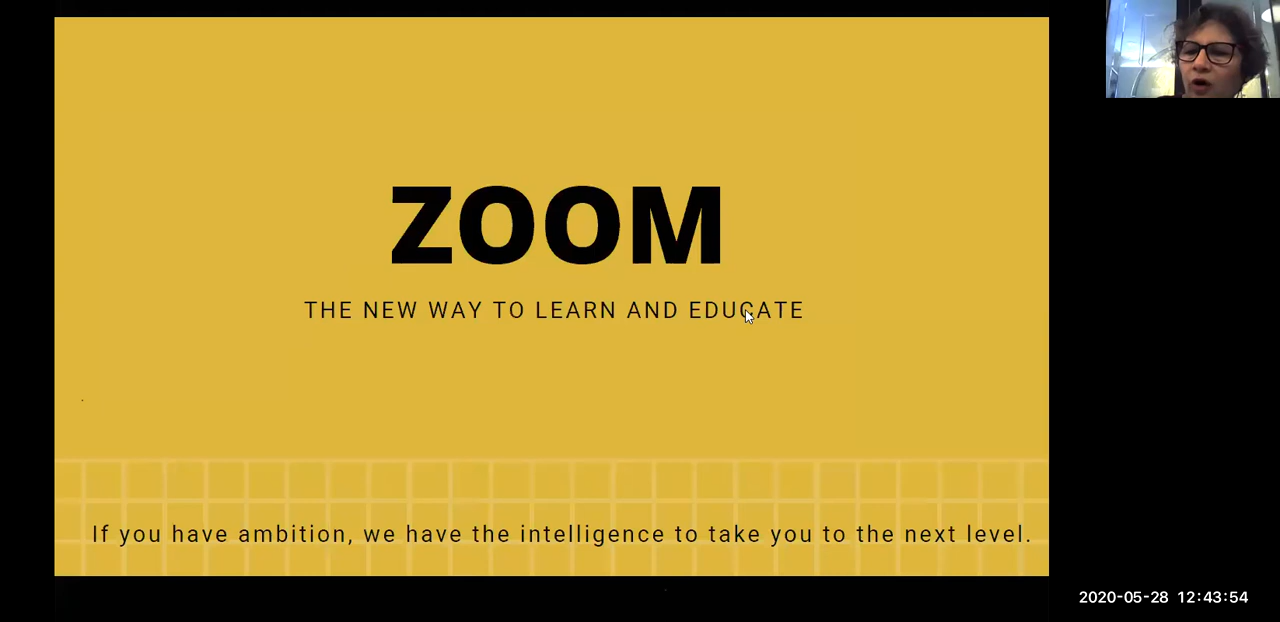 ZOOM
THE NEW WAY TO LEARN AND EDUCATE
If you have ambition, we have the intelligence to take you to the next level.
2020-05-28 12:43:54